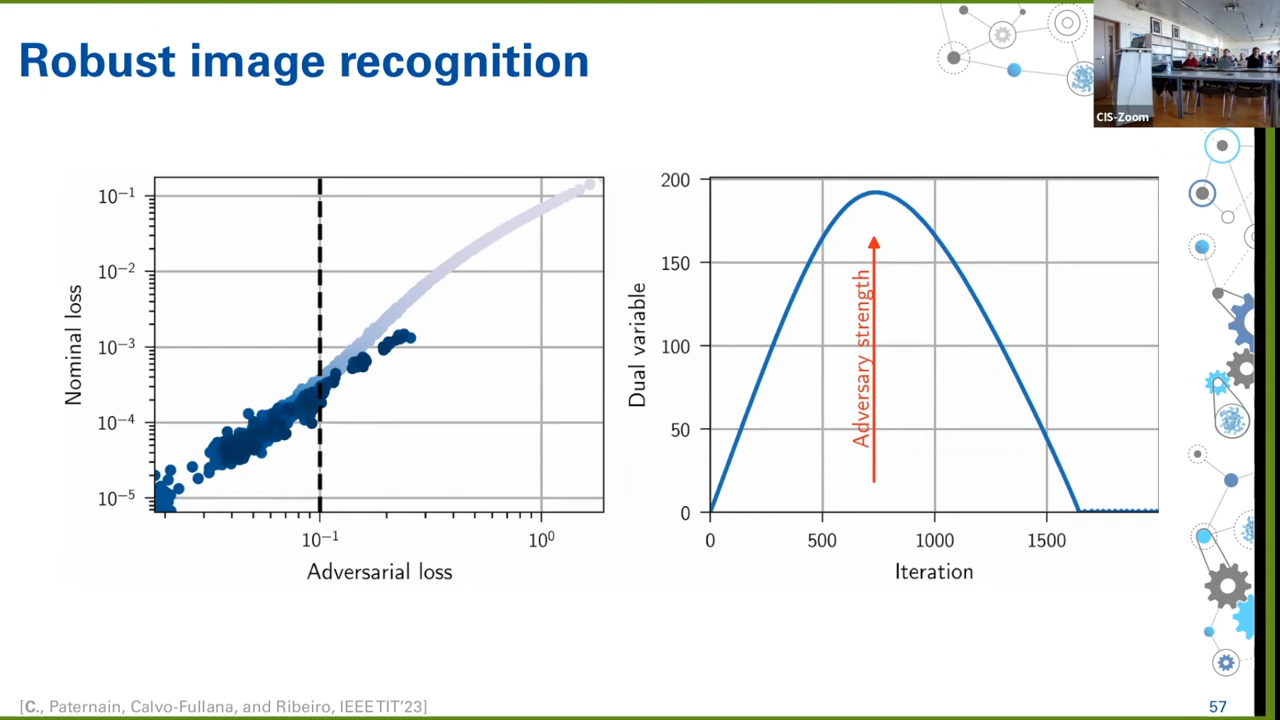 Robust image recognition
CIS-Zoom
Nominal loss
10⁻¹
10⁻²
10⁻³
10⁻⁴
10⁻⁵
10⁻¹
10⁰
Adversarial loss
Dual variable
200
150
100
50
0
Adversary strength
0
500
1000
1500
Iteration
[C., Paternain, Calvo-Fullana, and Ribeiro, IEEE TIT'23]
57